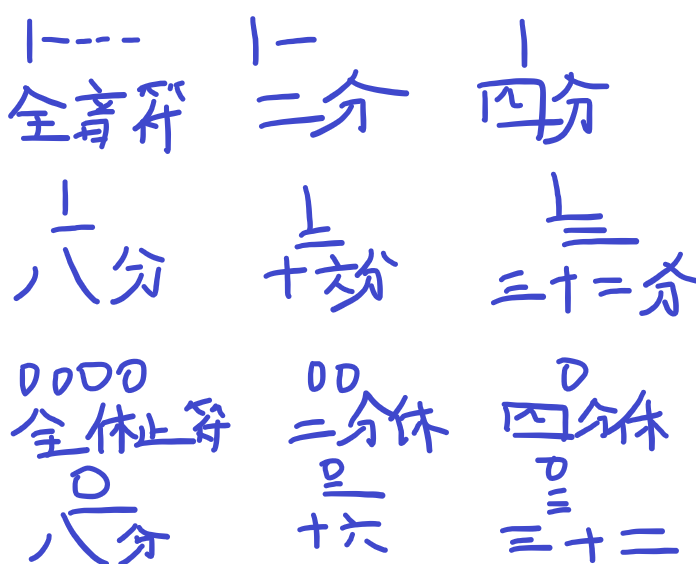 1---- 1- 1
全音符 二分 四分
1 1 1
八分 十六分 三十二分
0000 00 0
全休止符 二分休 四分休
0 0 0
八分 十六 三十二